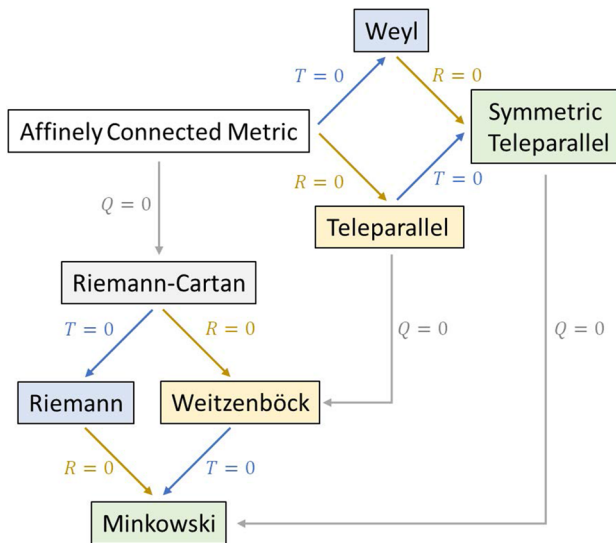 Weyl
T = 0
R = 0
Affinely Connected Metric
Symmetric
Teleparallel
R = 0
T = 0
Q = 0
Teleparallel
Riemann-Cartan
T = 0
R = 0
Q = 0
Q = 0
Riemann
Weitzenböck
R = 0
T = 0
Minkowski